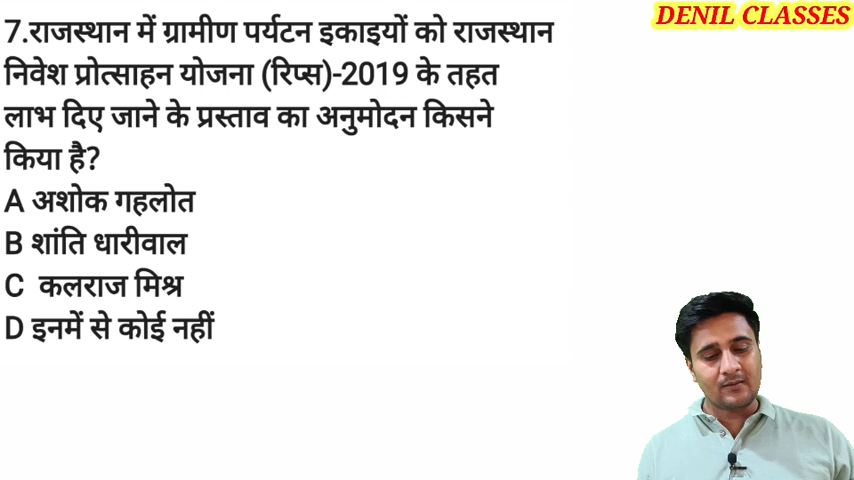 DENIL CLASSES
7.राजस्थान में ग्रामीण पर्यटन इकाइयों को राजस्थान
निवेश प्रोत्साहन योजना (रिप्स)-2019 के तहत
लाभ दिए जाने के प्रस्ताव का अनुमोदन किसने
किया है?
A अशोक गहलोत
B शांति धारीवाल
C कलराज मिश्र
D इनमें से कोई नहीं